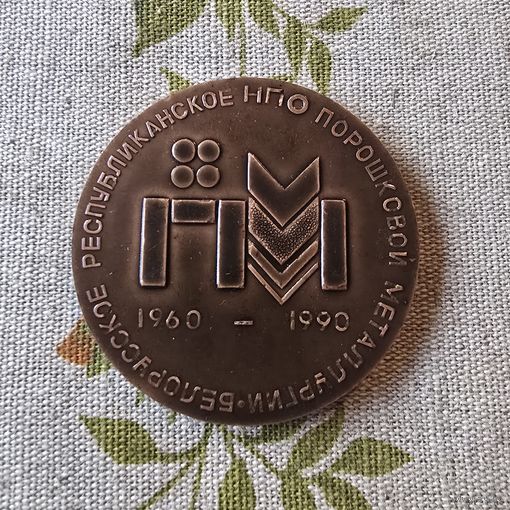 БЕЛОРУССКОЕ РЕСПУБЛИКАНСКОЕ НПО ПОРОШКОВОЙ МЕТАЛЛУРГИИ •
ПМ
1960 - 1990